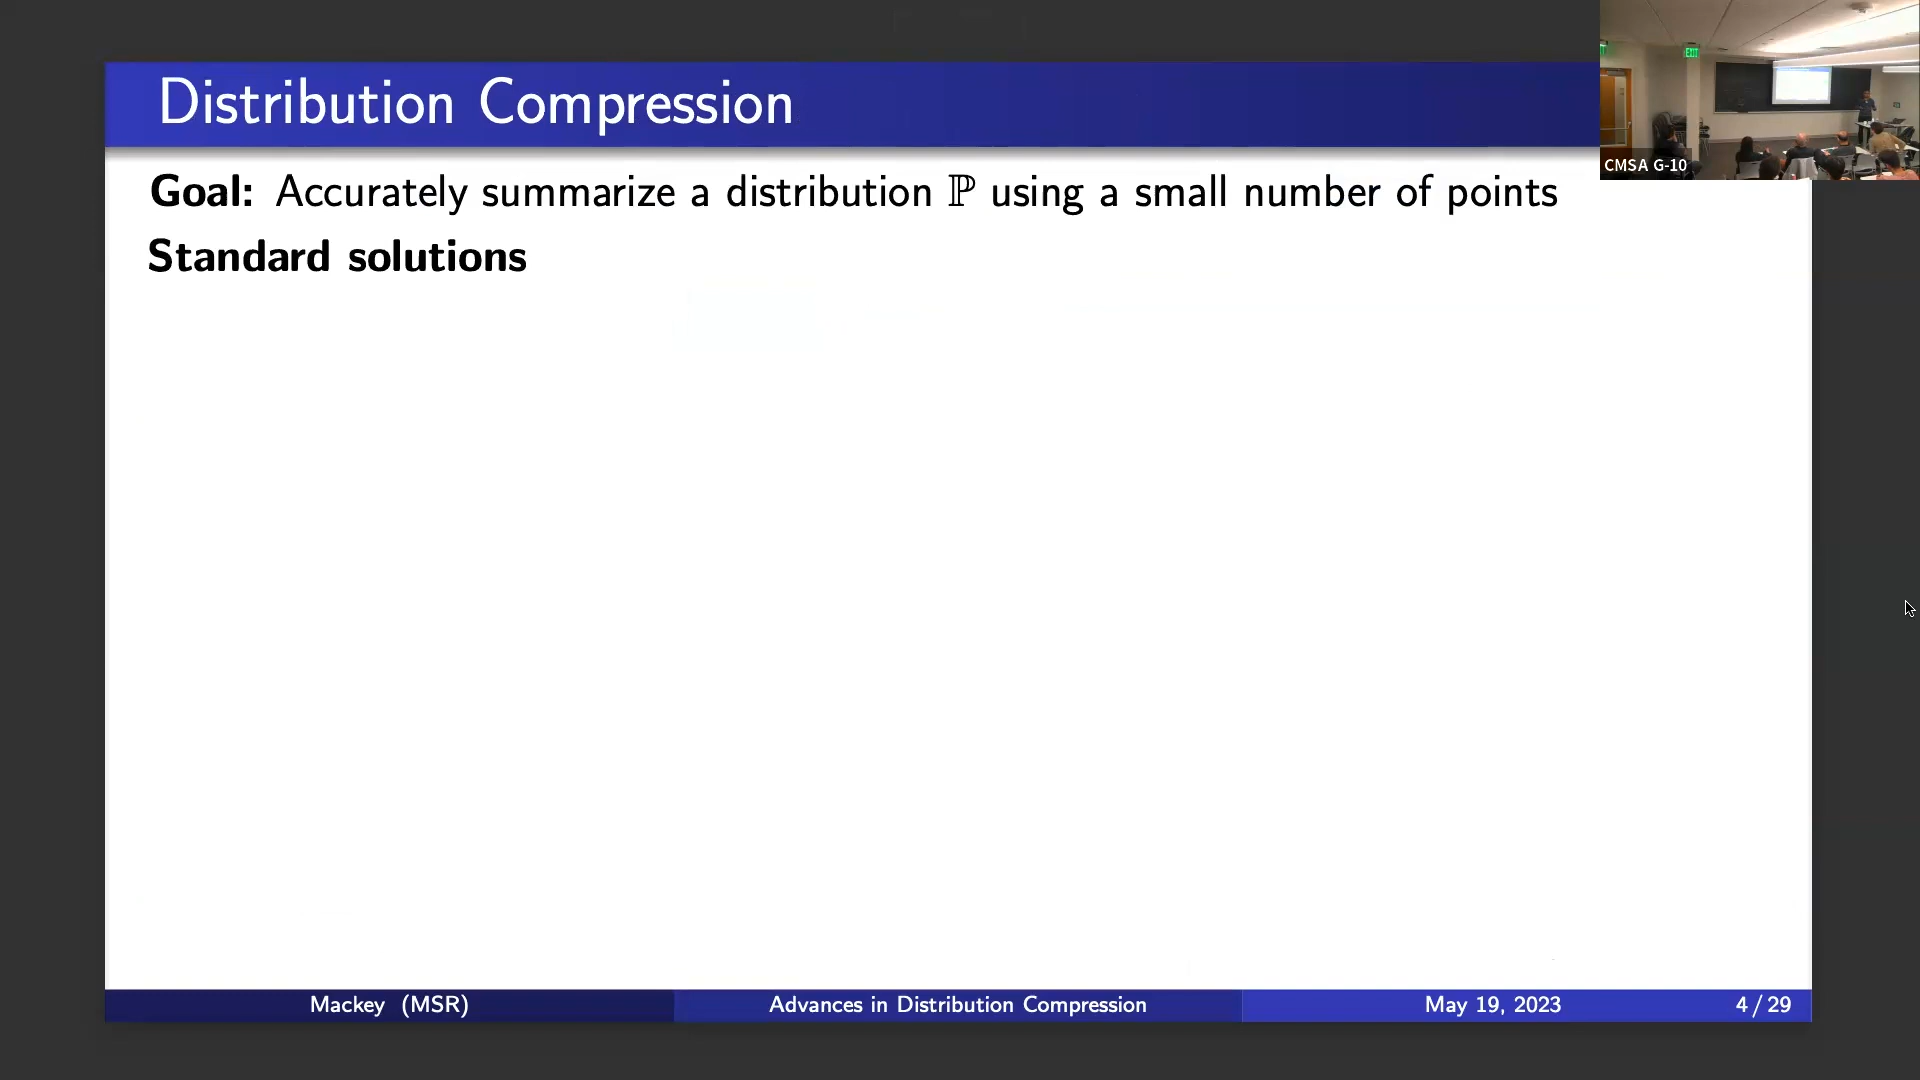 Distribution Compression
Goal: Accurately summarize a distribution ℙ using a small number of points
Standard solutions
EXIT
CMSA G-10
Mackey (MSR)
Advances in Distribution Compression
May 19, 2023
4 / 29